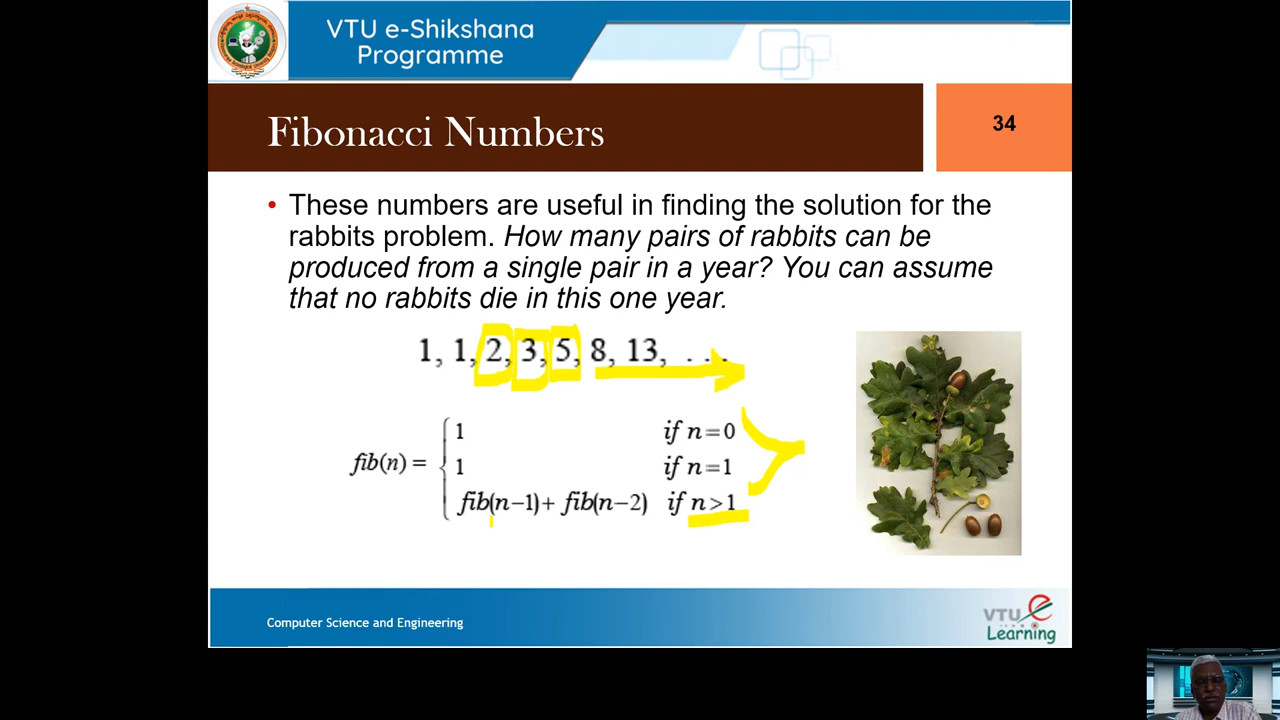 VTU e-Shikshana
Programme
Fibonacci Numbers
34
• These numbers are useful in finding the solution for the
rabbits problem. How many pairs of rabbits can be
produced from a single pair in a year? You can assume
that no rabbits die in this one year.
1, 1, 2, 3, 5, 8, 13, . . .
1 if n=0
fib(n) = 1 if n=1
fib(n−1)+ fib(n−2) if n>1
Computer Science and Engineering
VTU e
Learning